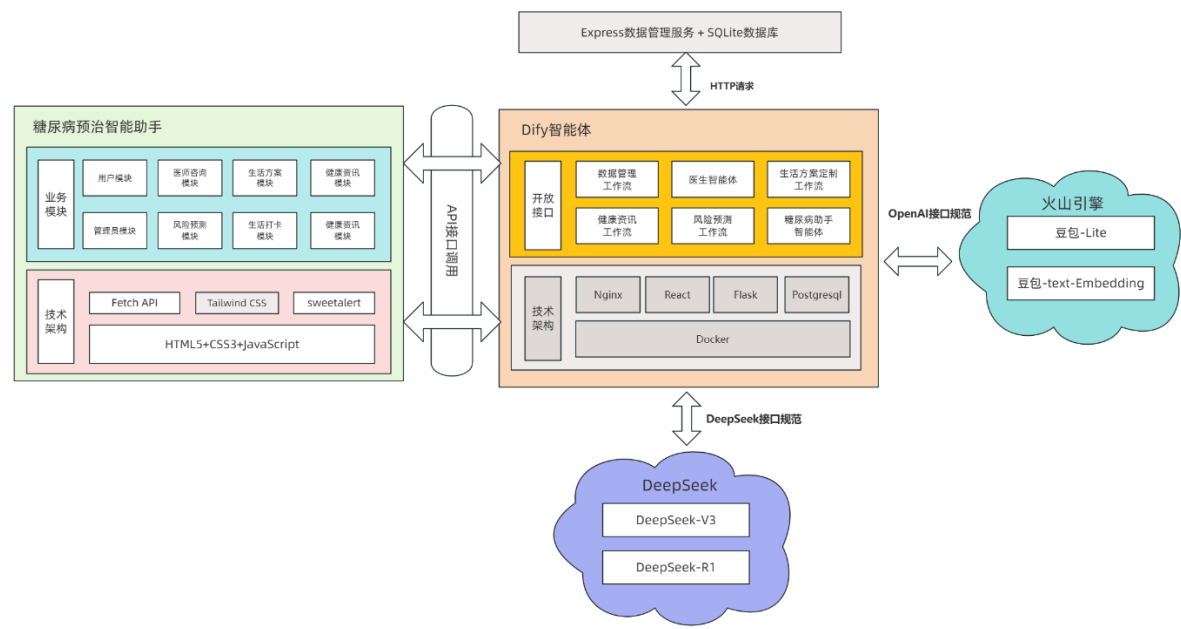 Express数据管理服务 + SQLite数据库
HTTP请求
糖尿病预治智能助手
业务
模块
用户模块
医师咨询
模块
生活方案
模块
健康资讯
模块
管理员模块
风险预测
模块
生活打卡
模块
健康资讯
模块
技术
架构
Fetch API
Tailwind CSS
sweetalert
HTML5+CSS3+JavaScript
API接口调用
Dify智能体
开放
接口
数据管理
工作流
医生智能体
生活方案定制
工作流
健康资讯
工作流
风险预测
工作流
糖尿病助手
智能体
技术
架构
Nginx
React
Flask
Postgresql
Docker
OpenAI接口规范
火山引擎
豆包-Lite
豆包-text-Embedding
DeepSeek接口规范
DeepSeek
DeepSeek-V3
DeepSeek-R1